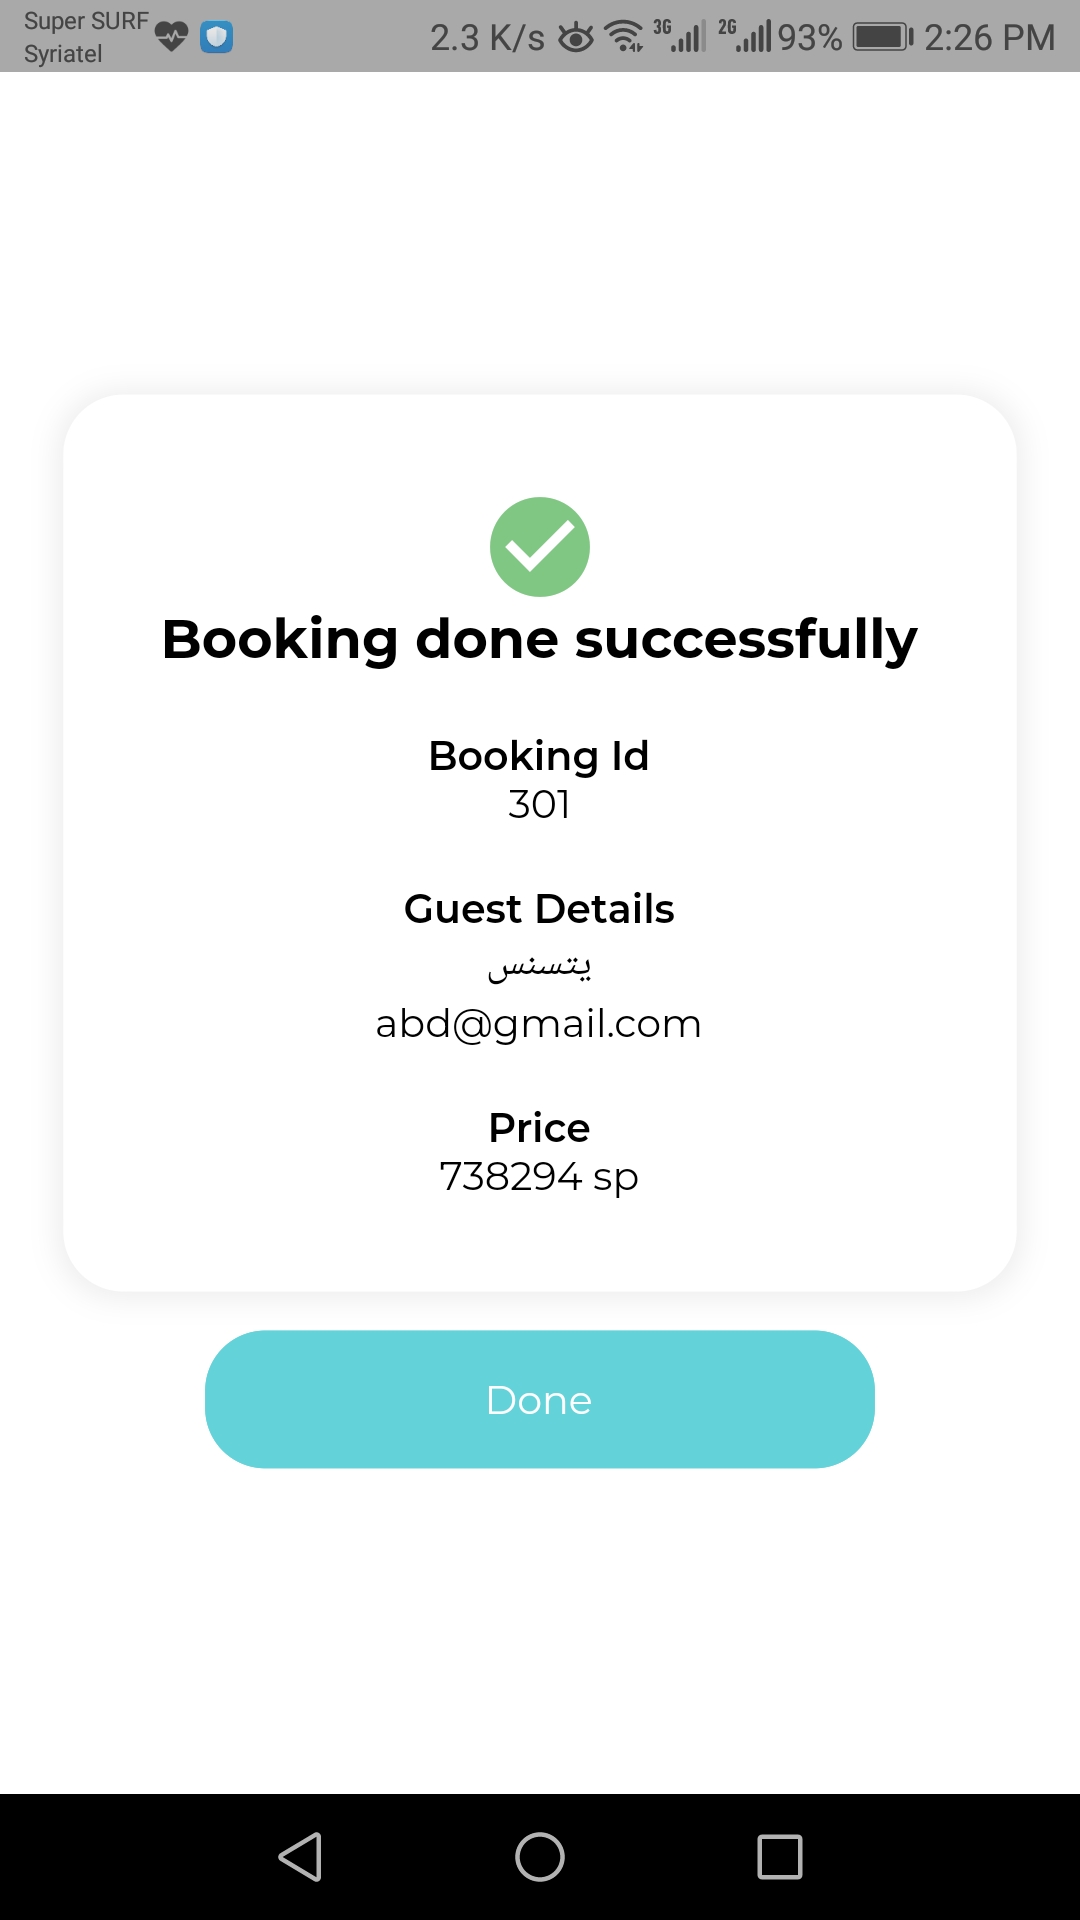 Super SURF
Syriatel
2.3 K/s 3G 2G 93% 2:26 PM
Booking done successfully
Booking Id
301
Guest Details
يتسنس
abd@gmail.com
Price
738294 sp
Done